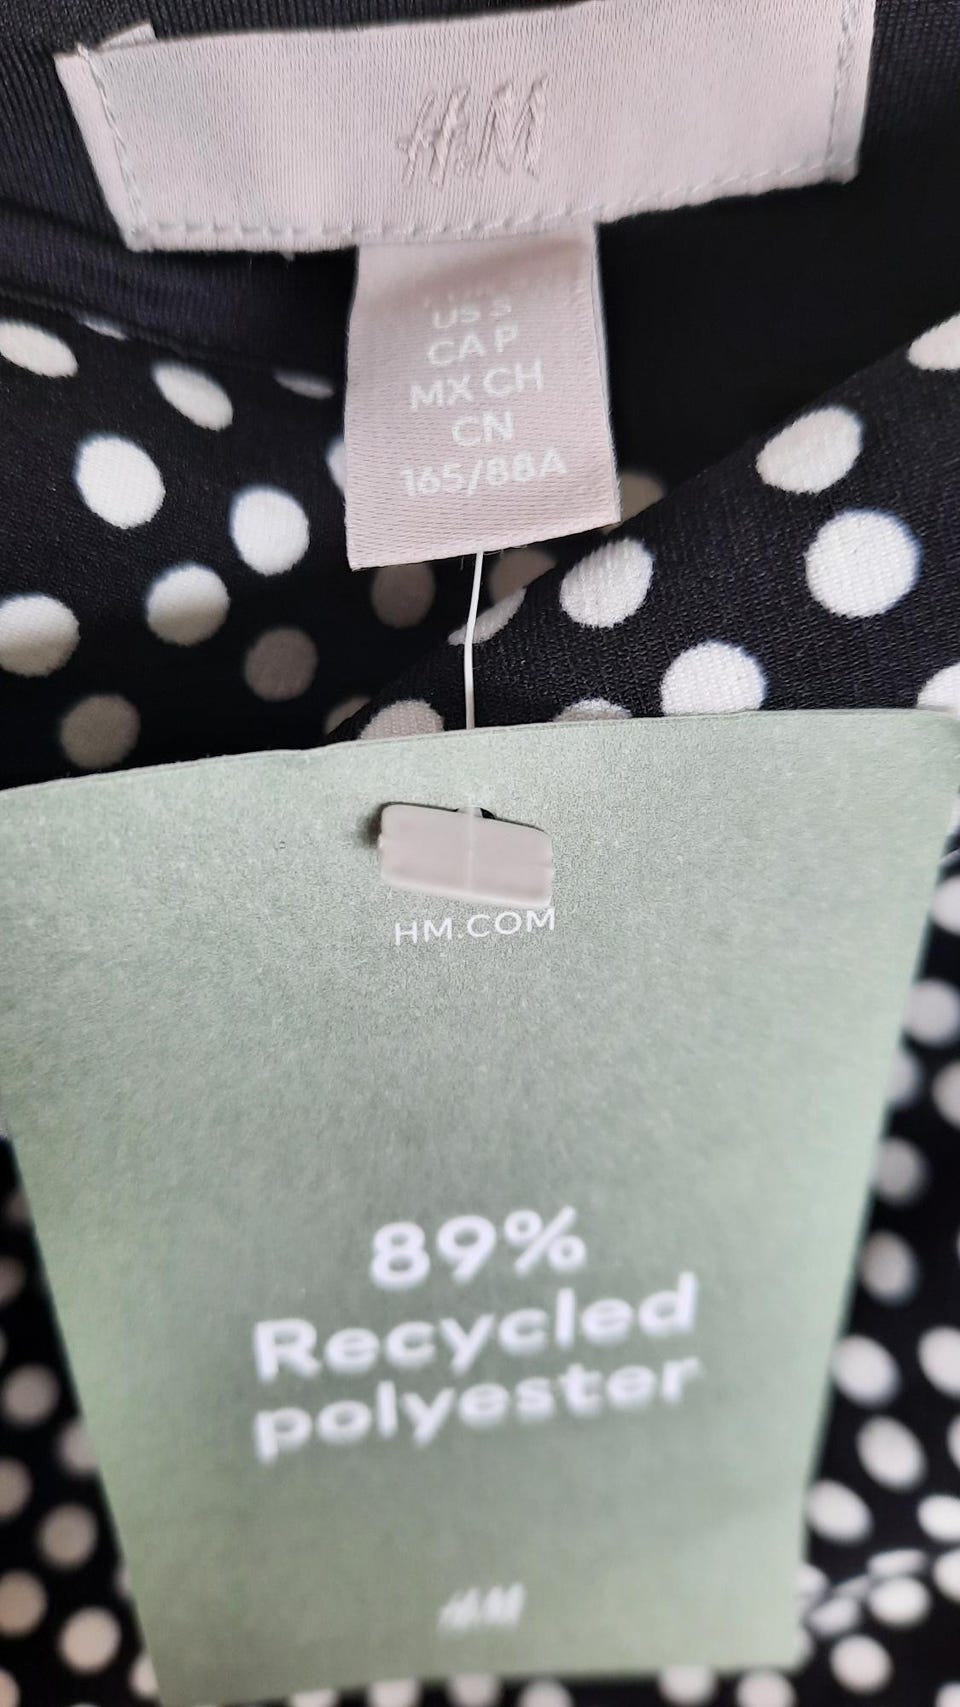 H&M
US S
CA P
MX CH
CN
165/88A
HM.COM
89%
Recycled
polyester
H&M